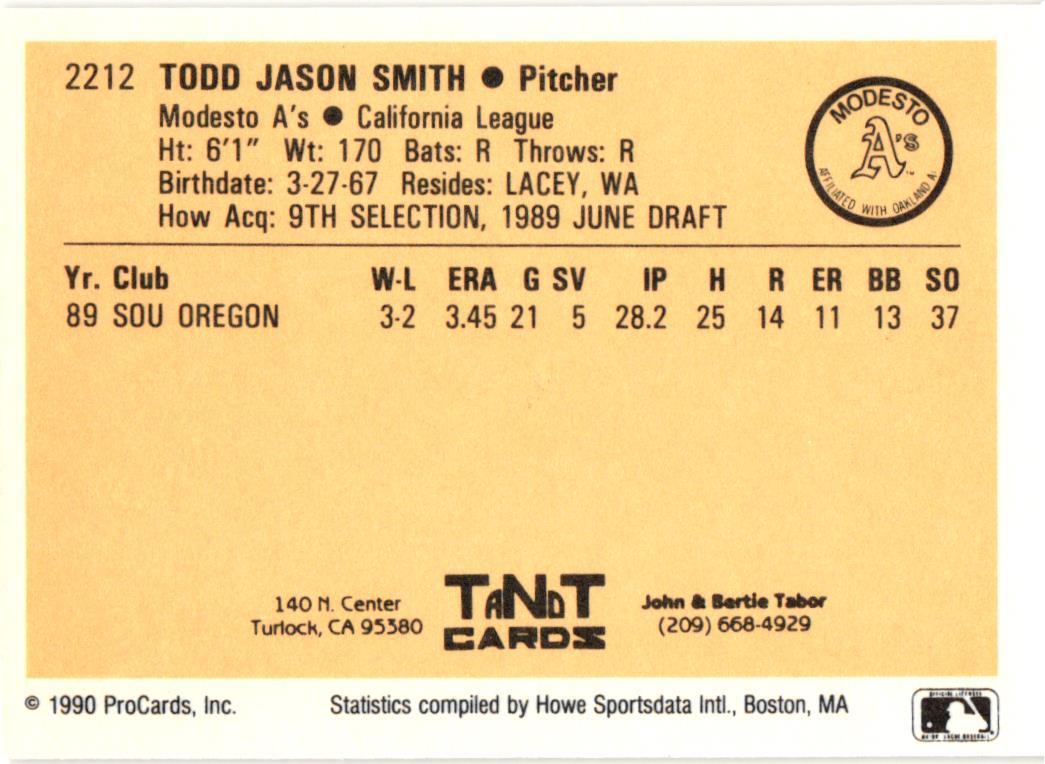 2212 TODD JASON SMITH ● Pitcher
Modesto A's ● California League
Ht: 6'1" Wt: 170 Bats: R Throws: R
Birthdate: 3-27-67 Resides: LACEY, WA
How Acq: 9TH SELECTION, 1989 JUNE DRAFT
MODESTO
A's
AFFILIATED WITH OAKLAND A.
Yr. Club W-L ERA G SV IP H R ER BB SO
89 SOU OREGON 3-2 3.45 21 5 28.2 25 14 11 13 37
140 N. Center
Turlock, CA 95380
TANDT
CARDS
John & Bertie Tabor
(209) 668-4929
© 1990 ProCards, Inc.
Statistics compiled by Howe Sportsdata Intl., Boston, MA